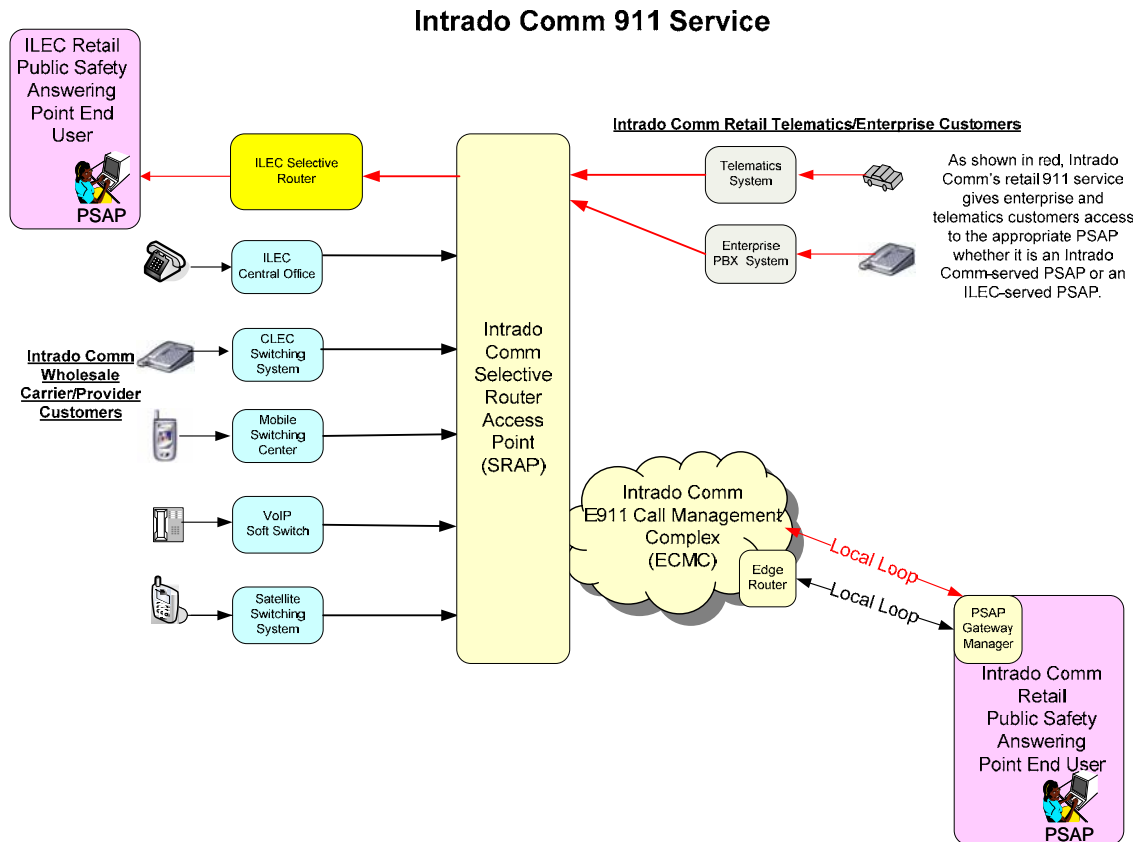 Intrado Comm 911 Service
ILEC Retail
Public Safety
Answering
Point End
User
PSAP
ILEC Selective
Router
Intrado Comm Retail Telematics/Enterprise Customers
Telematics
System
Enterprise
PBX System
As shown in red, Intrado
Comm's retail 911 service
gives enterprise and
telematics customers access
to the appropriate PSAP
whether it is an Intrado
Comm-served PSAP or an
ILEC-served PSAP.
ILEC
Central Office
CLEC
Switching
System
Intrado Comm
Wholesale
Carrier/Provider
Customers
Mobile
Switching
Center
VoIP
Soft Switch
Satellite
Switching
System
Intrado
Comm
Selective
Router
Access
Point
(SRAP)
Intrado Comm
E911 Call Management
Complex
(ECMC)
Edge
Router
Local Loop
Local Loop
PSAP
Gateway
Manager
Intrado Comm
Retail
Public Safety
Answering
Point End User
PSAP